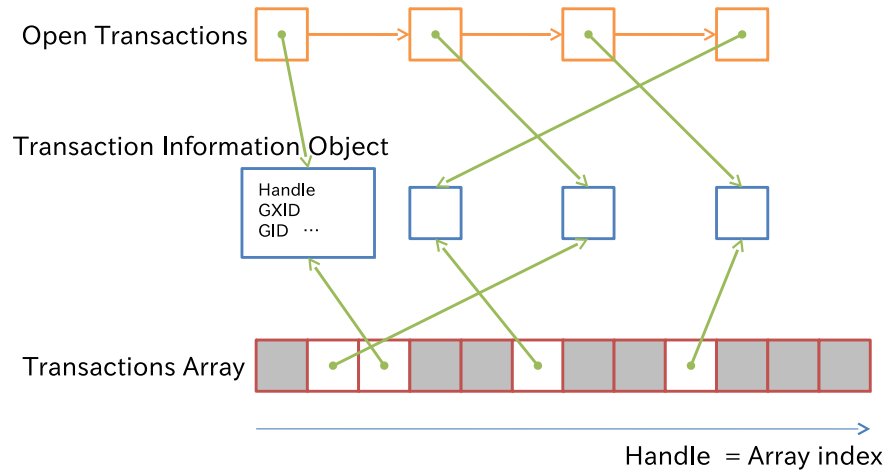 Open Transactions
Transaction Information Object
Handle
GXID
GID ···
Transactions Array
Handle = Array index